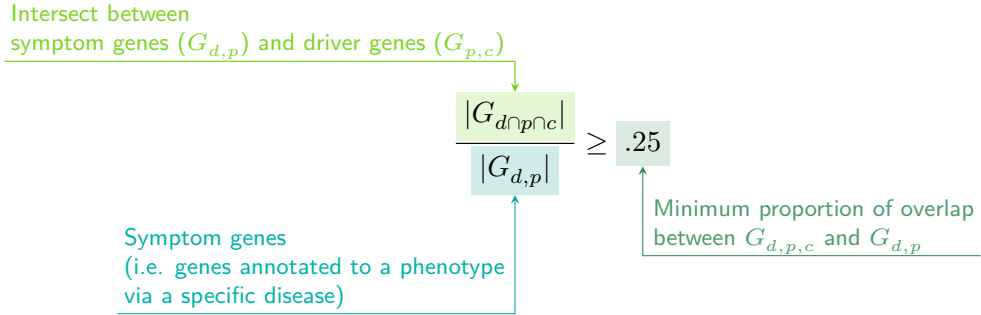 Intersect between
symptom genes (G_{d,p}) and driver genes (G_{p,c})
|G_{d∩p∩c}|
|G_{d,p}|
≥ .25
Minimum proportion of overlap
between G_{d,p,c} and G_{d,p}
Symptom genes
(i.e. genes annotated to a phenotype
via a specific disease)